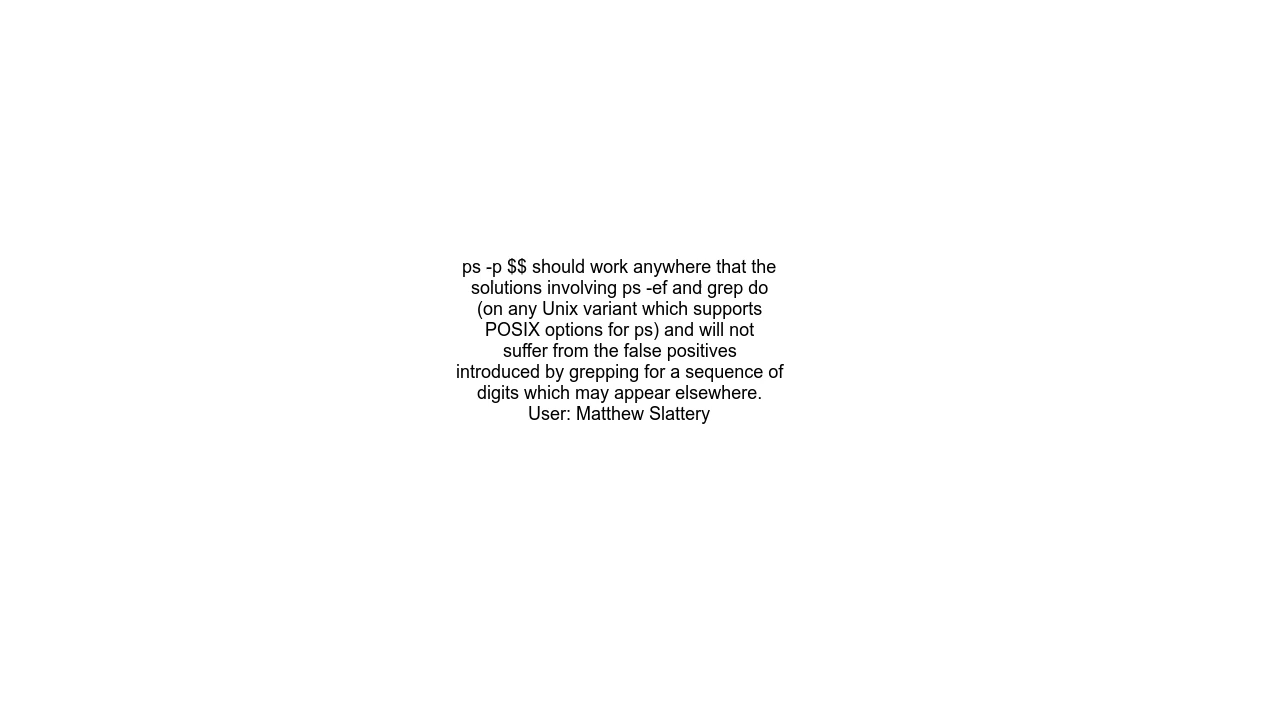 ps -p $$ should work anywhere that the
solutions involving ps -ef and grep do
(on any Unix variant which supports
POSIX options for ps) and will not
suffer from the false positives
introduced by grepping for a sequence of
digits which may appear elsewhere.
User: Matthew Slattery